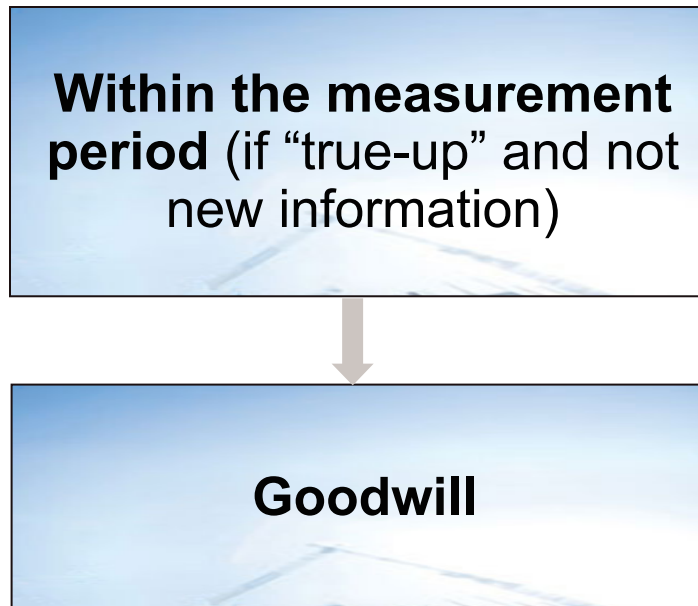 Within the measurement
period (if “true-up” and not
new information)
Goodwill